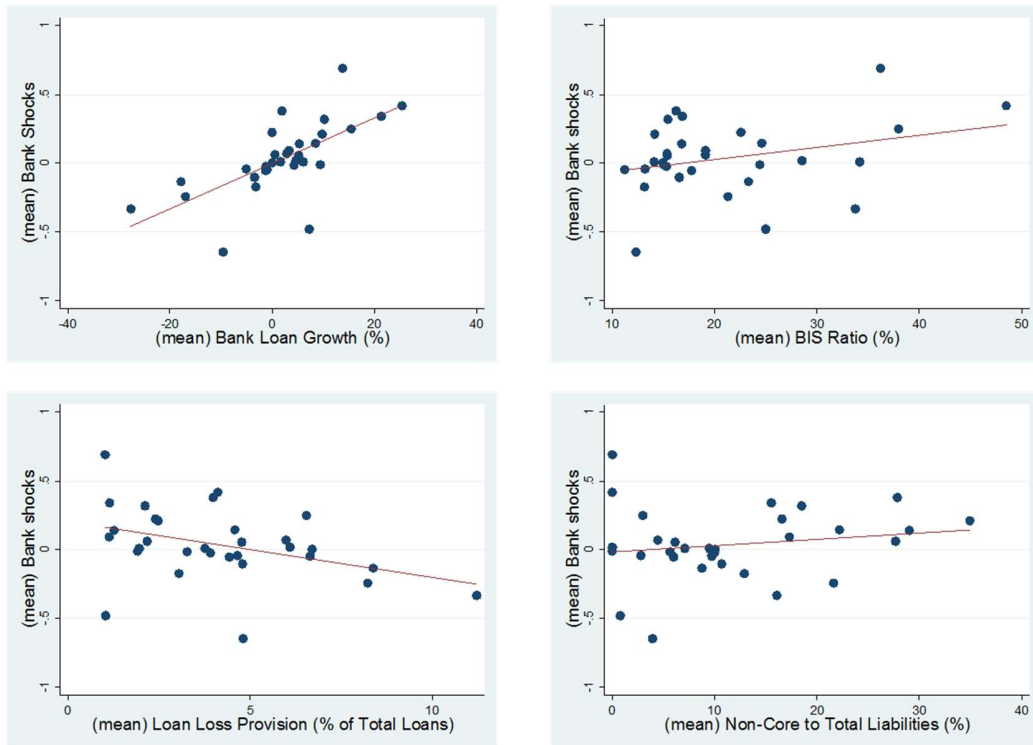 (mean) Bank Shocks
1
.5
0
-.5
-1
-40 -20 0 20 40
(mean) Bank Loan Growth (%)
(mean) Bank shocks
1
.5
0
-.5
-1
10 20 30 40 50
(mean) BIS Ratio (%)
(mean) Bank shocks
1
.5
0
-.5
-1
0 5 10
(mean) Loan Loss Provision (% of Total Loans)
(mean) Bank shocks
1
.5
0
-.5
-1
0 10 20 30 40
(mean) Non-Core to Total Liabilities (%)